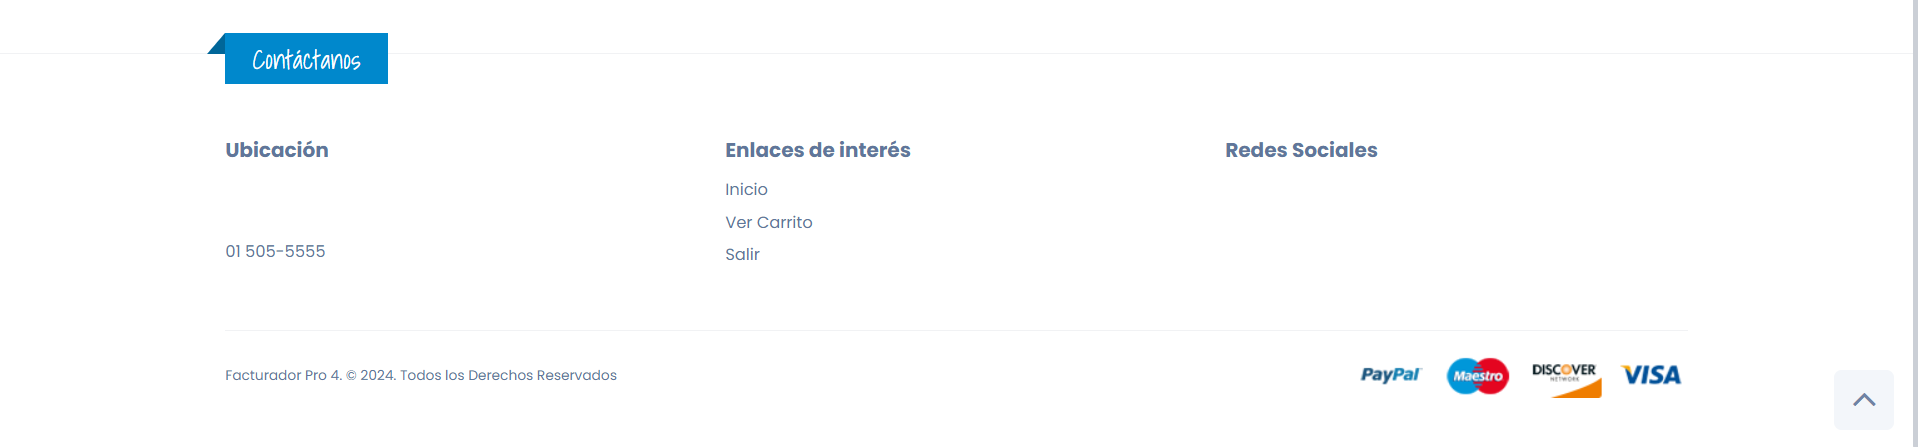 Contáctanos
Ubicación
01 505-5555
Enlaces de interés
Inicio
Ver Carrito
Salir
Redes Sociales
Facturador Pro 4. © 2024. Todos los Derechos Reservados
PayPal Maestro DISCOVER NETWORK VISA